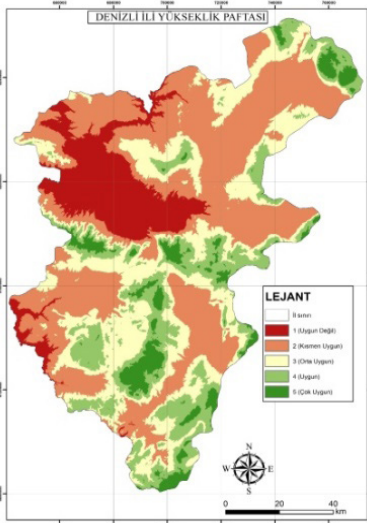 DENİZLİ İLİ YÜKSEKLİK PAFTASI
LEJANT
İl sınırı
1 (Uygun Değil)
2 (Kısmen Uygun)
3 (Orta Uygun)
4 (Uygun)
5 (Çok Uygun)
N
W E
S
0 20 40
km